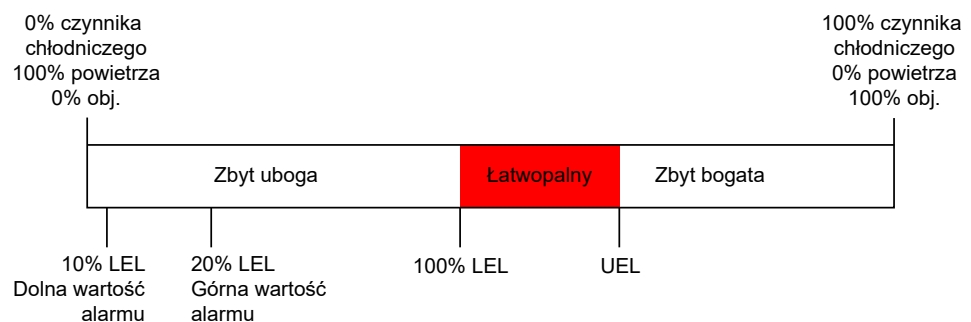 0% czynnika
chłodniczego
100% powietrza
0% obj.
100% czynnika
chłodniczego
0% powietrza
100% obj.
Zbyt uboga
Łatwopalny
Zbyt bogata
10% LEL
Dolna wartość
alarmu
20% LEL
Górna wartość
alarmu
100% LEL
UEL